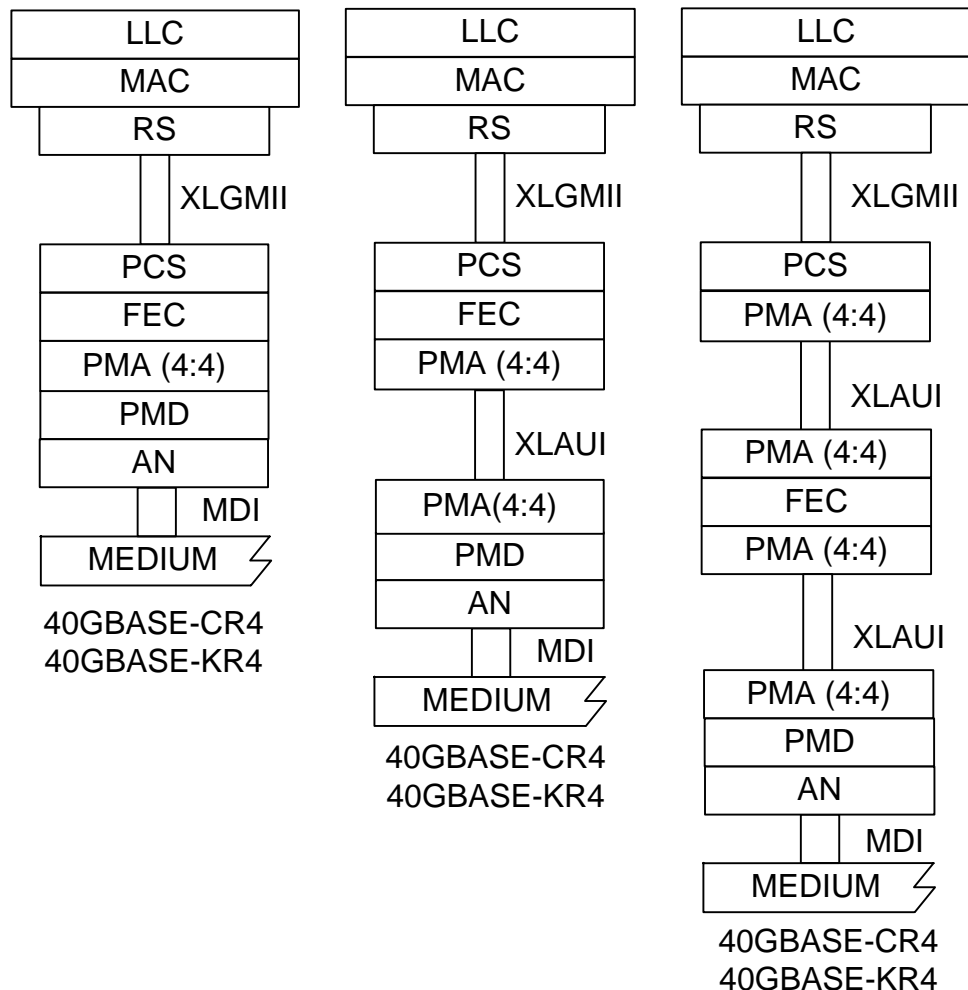 LLC
MAC
RS
XLGMII
PCS
FEC
PMA (4:4)
PMD
AN
MDI
MEDIUM
40GBASE-CR4
40GBASE-KR4
LLC
MAC
RS
XLGMII
PCS
FEC
PMA (4:4)
XLAUI
PMA(4:4)
PMD
AN
MDI
MEDIUM
40GBASE-CR4
40GBASE-KR4
LLC
MAC
RS
XLGMII
PCS
PMA (4:4)
XLAUI
PMA (4:4)
FEC
PMA (4:4)
XLAUI
PMA (4:4)
PMD
AN
MDI
MEDIUM
40GBASE-CR4
40GBASE-KR4